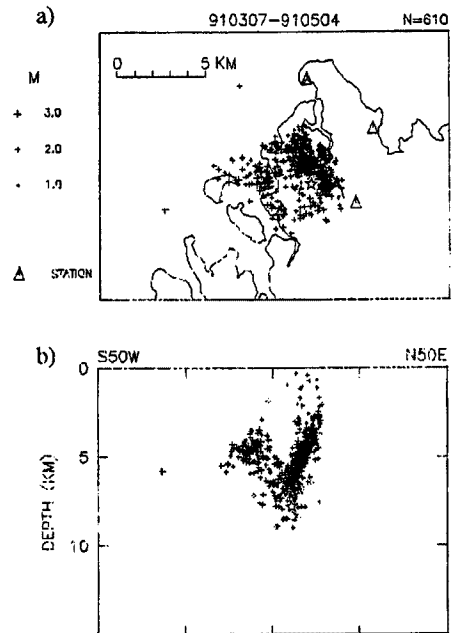 a)
910307-910504 N=610
0 5 KM
M
3.0
2.0
1.0
STATION
b)
S50W N50E
0
5
10
DEPTH (KM)